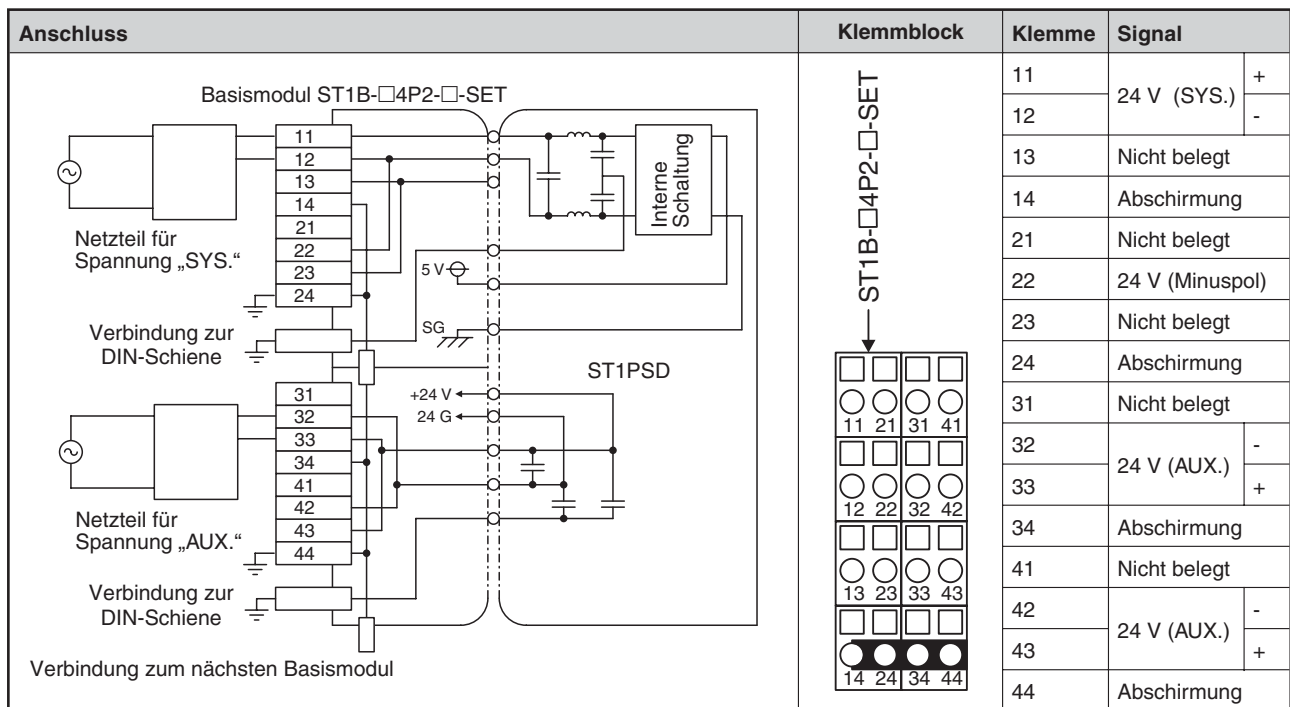 Anschluss
Klemmblock
Klemme
Signal
Basismodul ST1B-□4P2-□-SET
11
12
13
14
21
22
23
24
Netzteil für
Spannung „SYS.“
Verbindung zur
DIN-Schiene
Interne
Schaltung
5 V
SG
ST1PSD
+24 V
24 G
31
32
33
34
41
42
43
44
Netzteil für
Spannung „AUX.“
Verbindung zur
DIN-Schiene
Verbindung zum nächsten Basismodul
ST1B-□4P2-□-SET
11 21 31 41
12 22 32 42
13 23 33 43
14 24 34 44
11 24 V (SYS.) +
12 -
13 Nicht belegt
14 Abschirmung
21 Nicht belegt
22 24 V (Minuspol)
23 Nicht belegt
24 Abschirmung
31 Nicht belegt
32 24 V (AUX.) -
33 +
34 Abschirmung
41 Nicht belegt
42 24 V (AUX.) -
43 +
44 Abschirmung